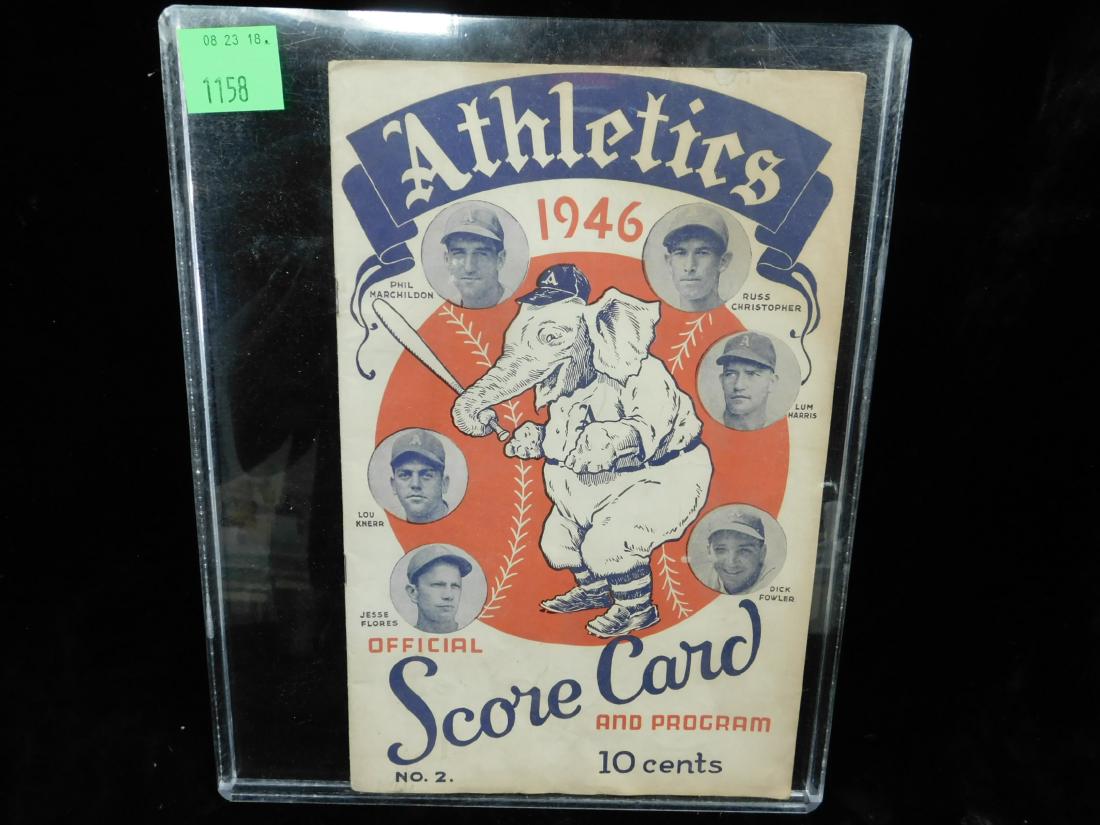 08 23 18
1158
Athletics
1946
PHIL
MARCHILDON
RUSS
CHRISTOPHER
A
A
A
A
A
A
LUM
HARRIS
LOU
KNERR
DICK
FOWLER
JESSE
FLORES
OFFICIAL
Score Card
AND PROGRAM
NO. 2.
10 cents